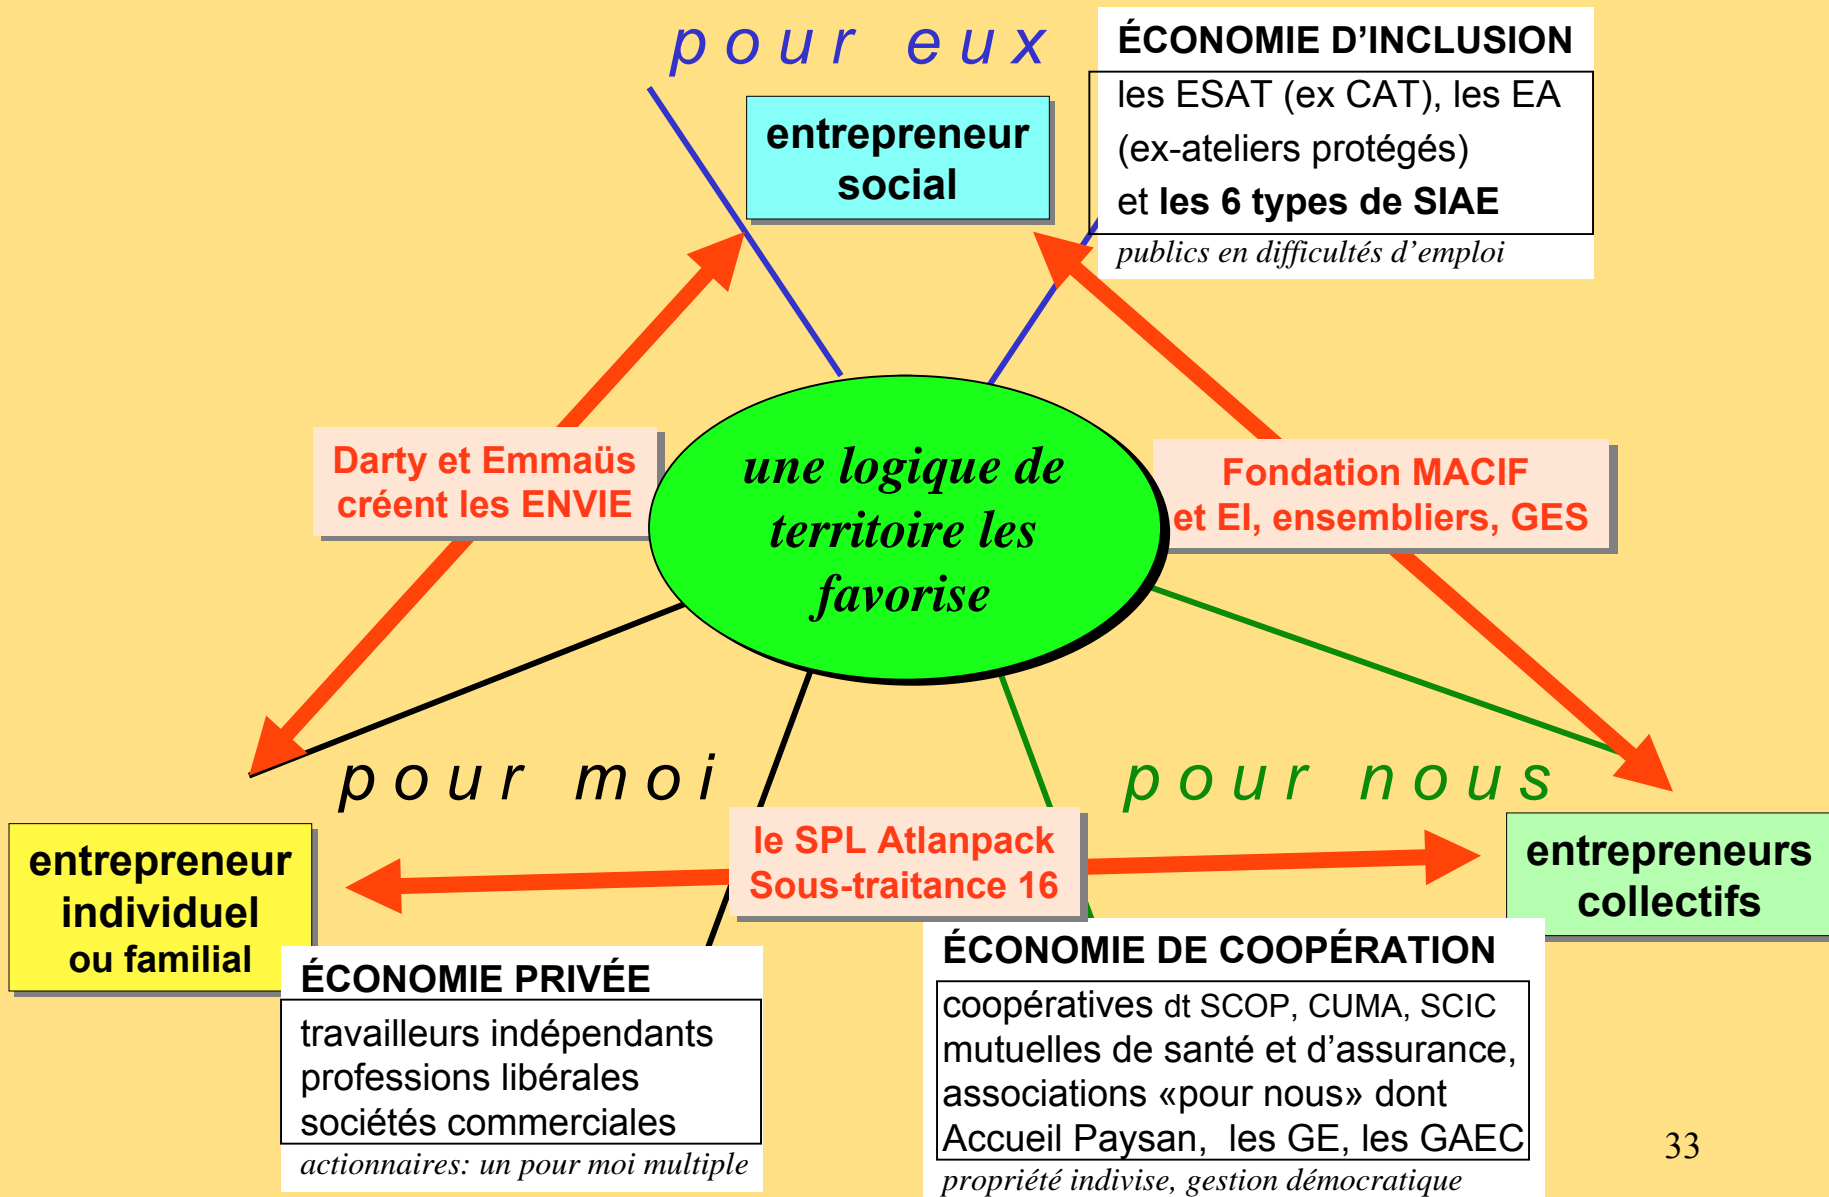 pour eux
ÉCONOMIE D’INCLUSION
les ESAT (ex CAT), les EA
(ex-ateliers protégés)
et les 6 types de SIAE
publics en difficultés d’emploi
entrepreneur
social
Darty et Emmaüs
créent les ENVIE
une logique de
territoire les
favorise
Fondation MACIF
et EI, ensembliers, GES
pour moi
pour nous
le SPL Atlanpack
Sous-traitance 16
entrepreneur
individuel
ou familial
entrepreneurs
collectifs
ÉCONOMIE PRIVÉE
travailleurs indépendants
professions libérales
sociétés commerciales
actionnaires: un pour moi multiple
ÉCONOMIE DE COOPÉRATION
coopératives dt SCOP, CUMA, SCIC
mutuelles de santé et d’assurance,
associations «pour nous» dont
Accueil Paysan, les GE, les GAEC
propriété indivise, gestion démocratique
33